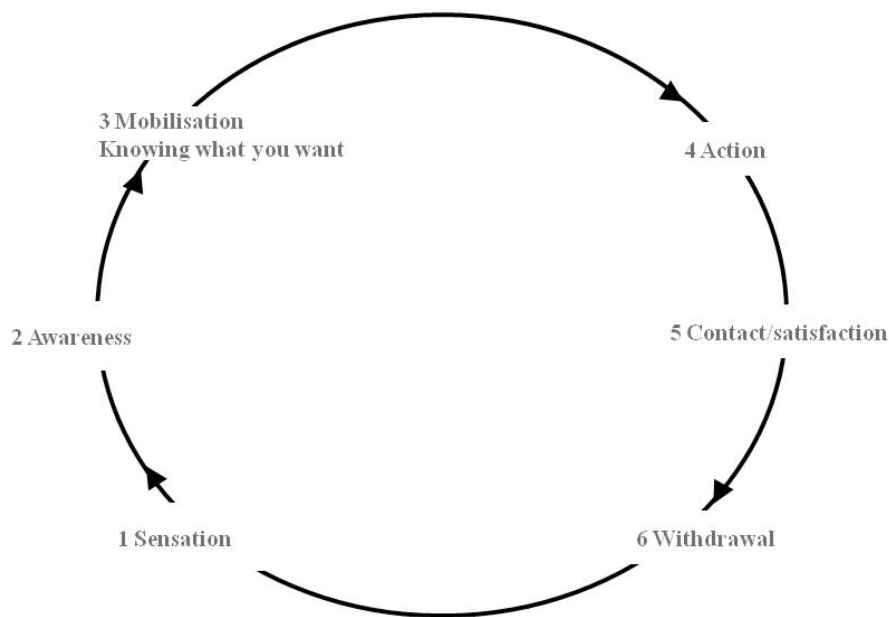 3 Mobilisation
Knowing what you want
4 Action
2 Awareness
5 Contact/satisfaction
1 Sensation
6 Withdrawal